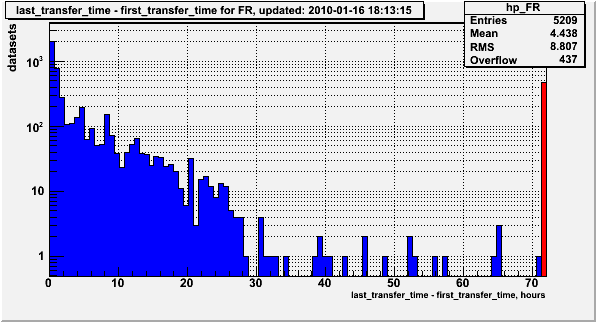 last_transfer_time - first_transfer_time for FR, updated: 2010-01-16 18:13:15
hp_FR
Entries 5209
Mean 4.438
RMS 8.807
Overflow 437
datasets
10³
10²
10
1
0 10 20 30 40 50 60 70
last_transfer_time - first_transfer_time, hours